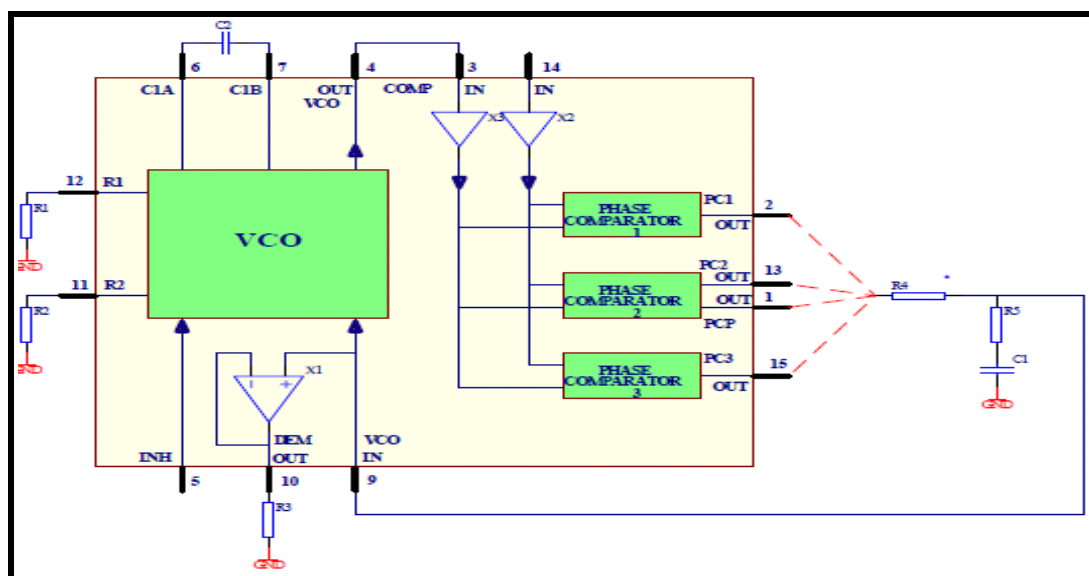 C2
6
7
4
3
14
C1A
C1B
OUT
VCO
COMP
IN
IN
X3
X2
12
R1
R1
GND
VCO
PHASE
COMPARATOR
1
PC1
OUT
2
11
R2
R2
GND
PHASE
COMPARATOR
2
PC2
OUT
13
OUT
1
PCP
R4
*
R5
C1
GND
X1
PHASE
COMPARATOR
3
PC3
OUT
15
INH
DEM
OUT
VCO
IN
5
10
9
R3
GND